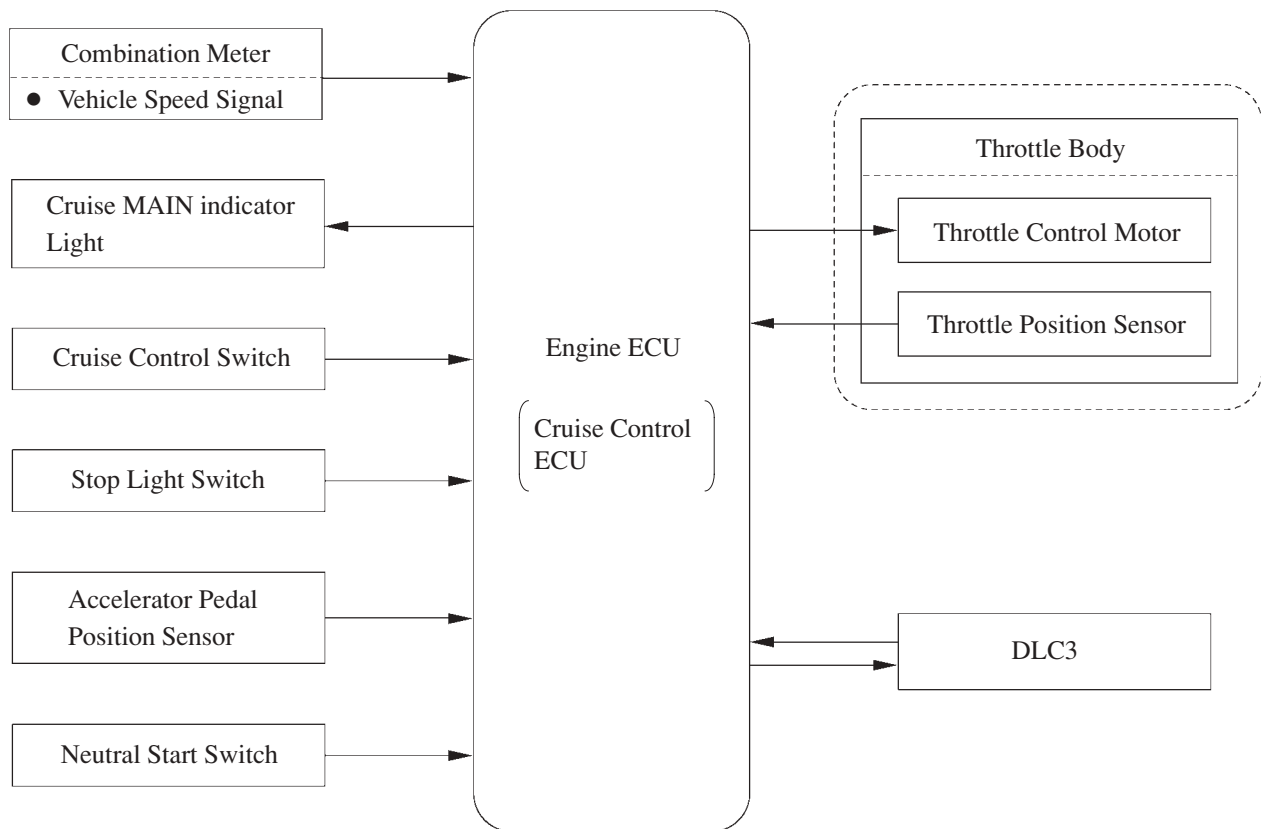 Combination Meter
● Vehicle Speed Signal
Cruise MAIN indicator
Light
Cruise Control Switch
Stop Light Switch
Accelerator Pedal
Position Sensor
Neutral Start Switch
Engine ECU
Cruise Control
ECU
Throttle Body
Throttle Control Motor
Throttle Position Sensor
DLC3